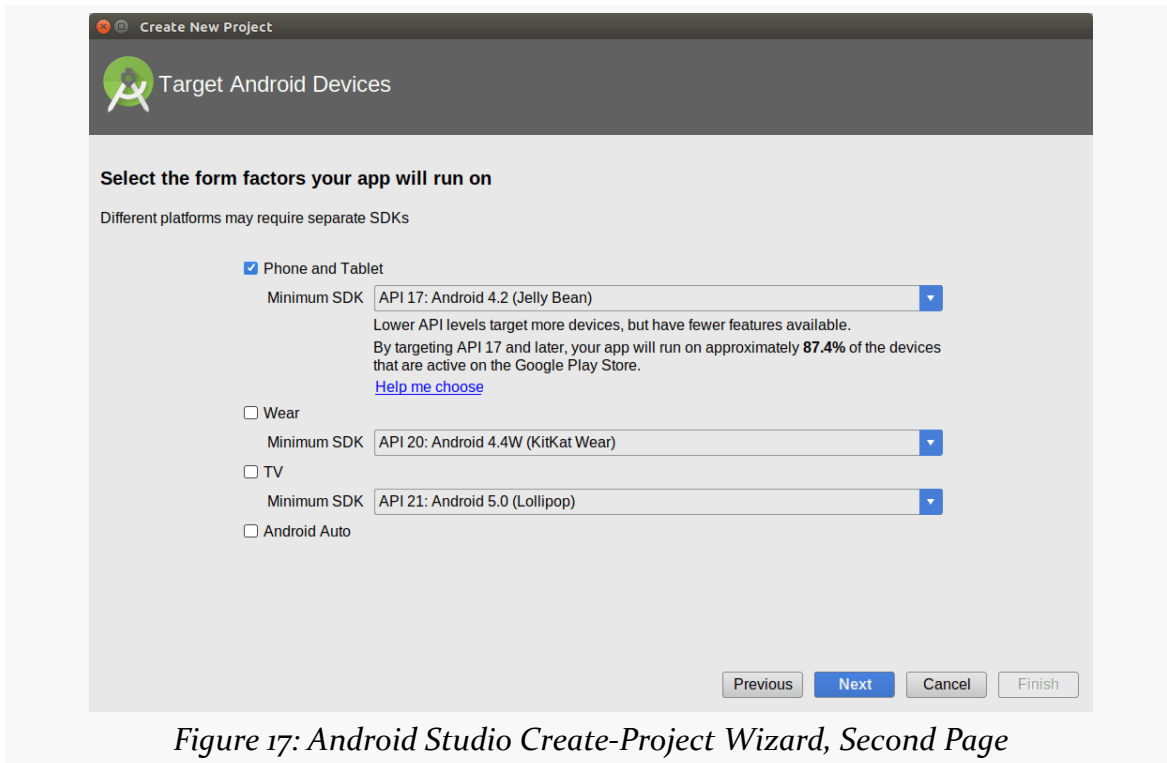 Create New Project
Target Android Devices
Select the form factors your app will run on
Different platforms may require separate SDKs
Phone and Tablet
Minimum SDK API 17: Android 4.2 (Jelly Bean)
Lower API levels target more devices, but have fewer features available.
By targeting API 17 and later, your app will run on approximately 87.4% of the devices
that are active on the Google Play Store.
Help me choose
Wear
Minimum SDK API 20: Android 4.4W (KitKat Wear)
TV
Minimum SDK API 21: Android 5.0 (Lollipop)
Android Auto
Previous Next Cancel Finish
Figure 17: Android Studio Create-Project Wizard, Second Page